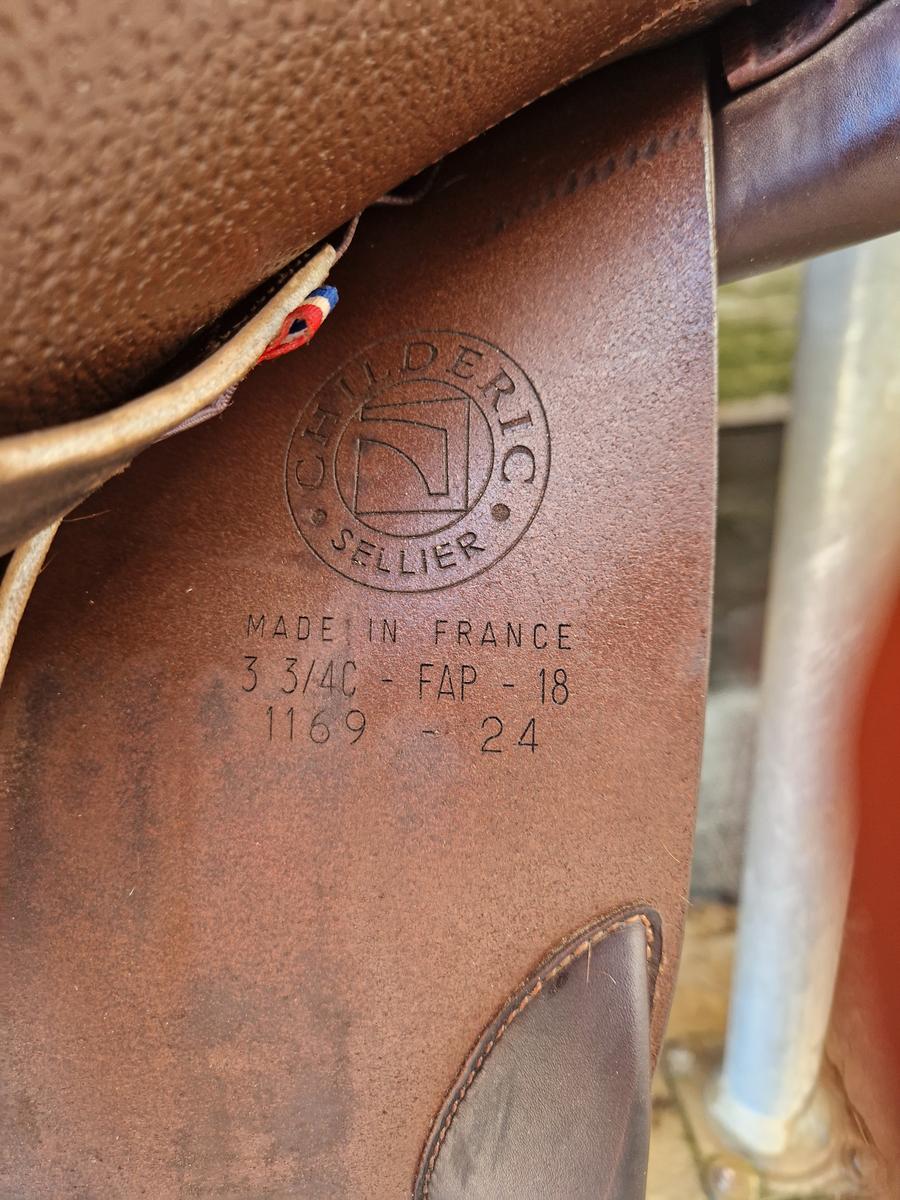 CHILDERIC
SELLIER
MADE IN FRANCE
3 3/4C - FAP - 18
1169 - 24